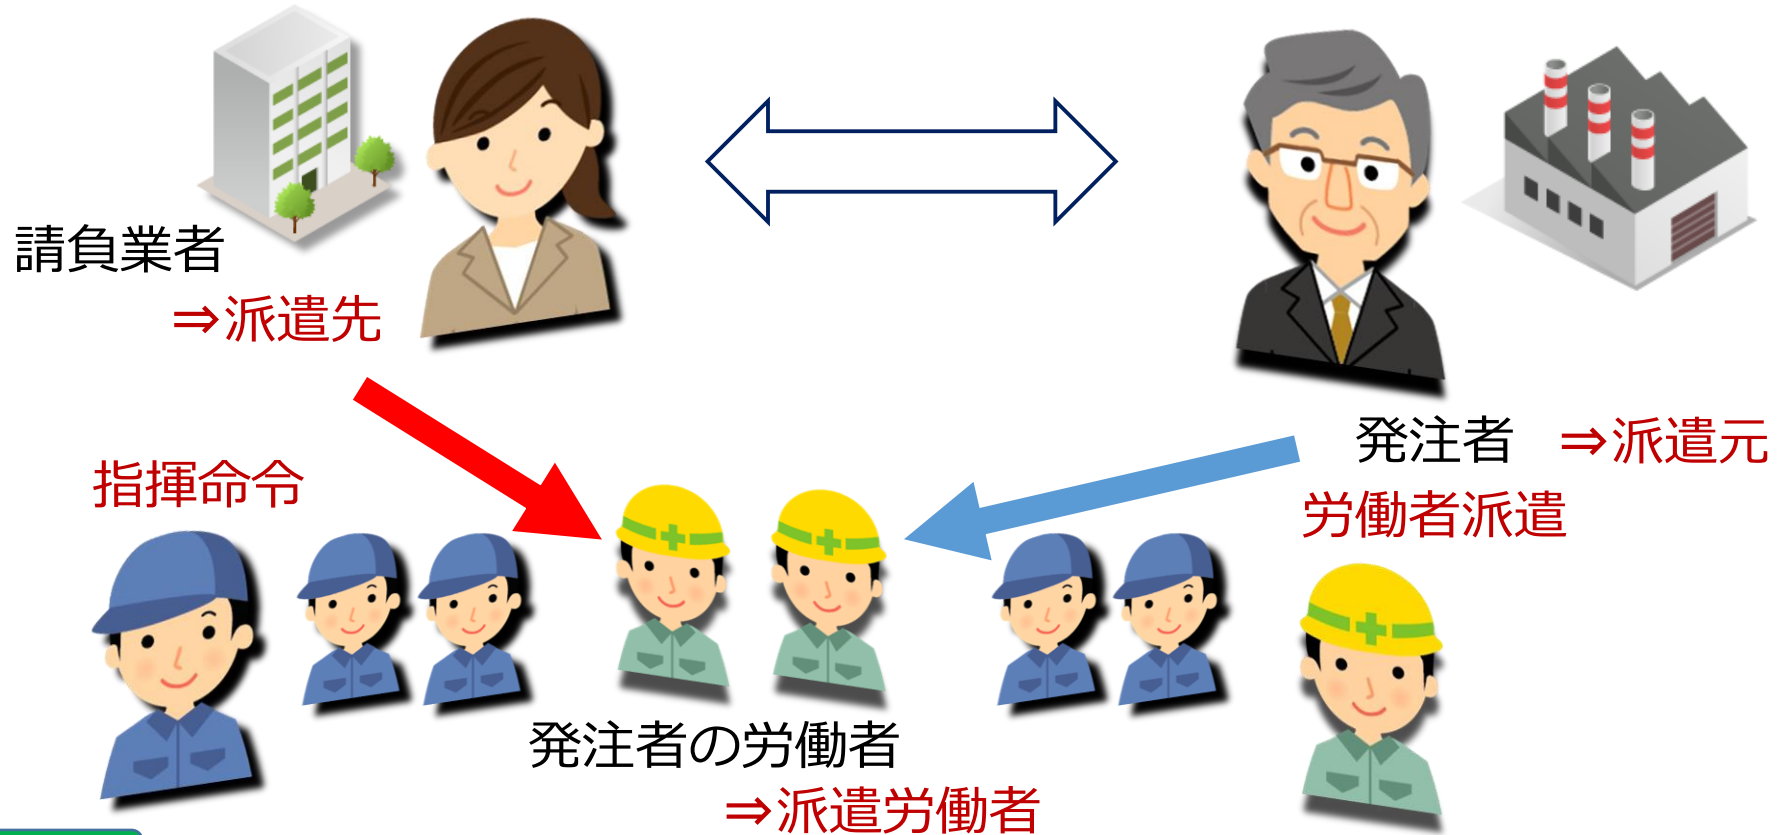 請負業者
⇒派遣先
発注者 ⇒派遣元
労働者派遣
指揮命令
発注者の労働者
⇒派遣労働者